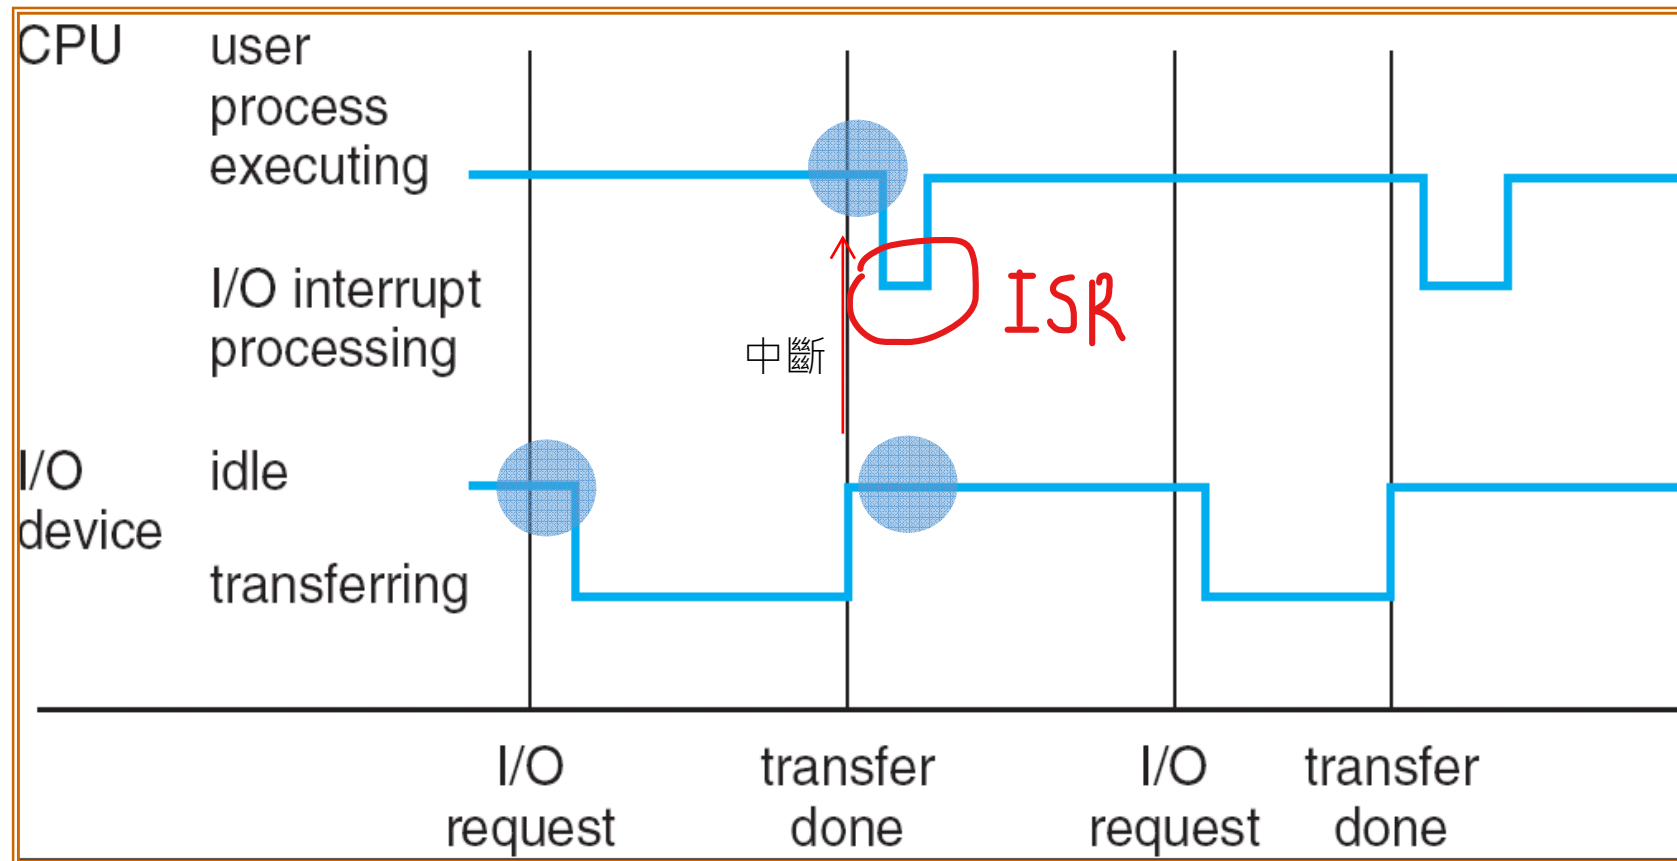 CPU
user
process
executing
I/O interrupt
processing
ISR
中斷
I/O
device
idle
transferring
I/O
request
transfer
done
I/O
request
transfer
done